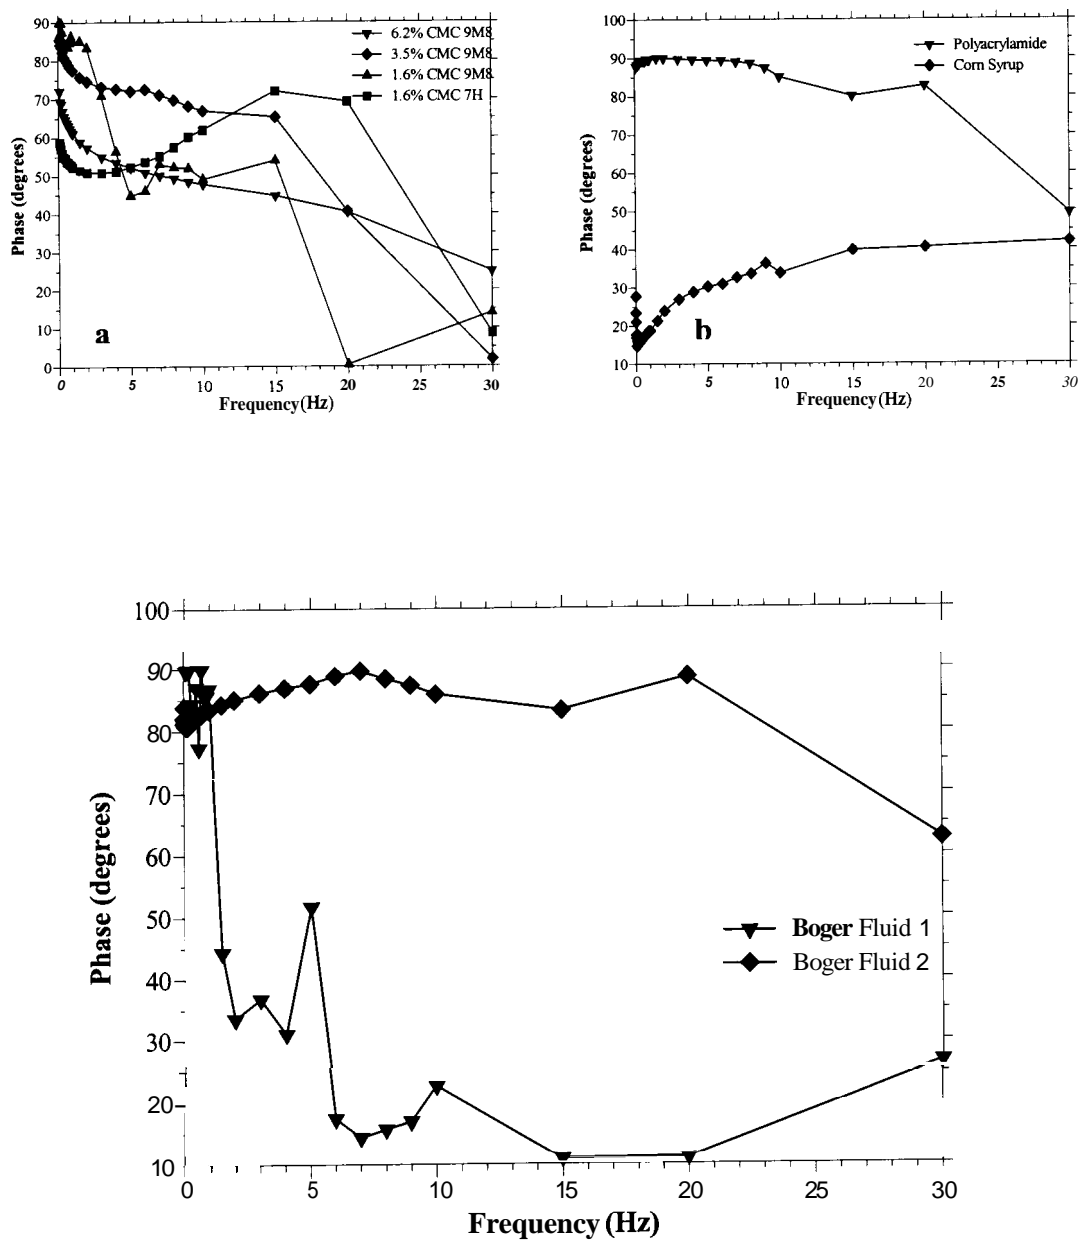 90
80
70
60
50
40
30
20
10
0
Phase (degrees)
6.2% CMC 9M8
3.5% CMC 9M8
1.6% CMC 9M8
1.6% CMC 7H
a
0 5 10 15 20 25 30
Frequency (Hz)
100
90
80
70
60
50
40
30
20
10
Phase (degrees)
Polyacrylamide
Corn Syrup
b
0 5 10 15 20 25 30
Frequency (Hz)
100
90
80
70
60
50
40
30
20
10
Phase (degrees)
Boger Fluid 1
Boger Fluid 2
0 5 10 15 20 25 30
Frequency (Hz)